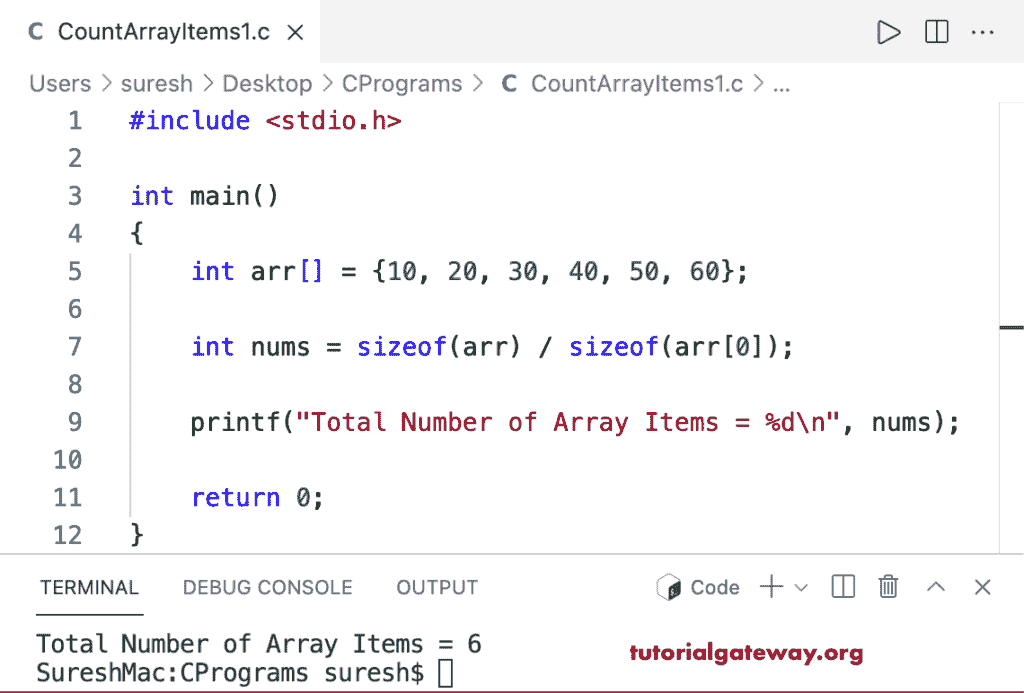 C CountArrayItems1.c ×
Users > suresh > Desktop > CPrograms > C CountArrayItems1.c > ...
1 #include <stdio.h>
2
3 int main()
4 {
5     int arr[] = {10, 20, 30, 40, 50, 60};
6
7     int nums = sizeof(arr) / sizeof(arr[0]);
8
9     printf("Total Number of Array Items = %d\n", nums);
10
11     return 0;
12 }
TERMINAL DEBUG CONSOLE OUTPUT Code
Total Number of Array Items = 6
tutorialgateway.org
SureshMac:CPrograms suresh$